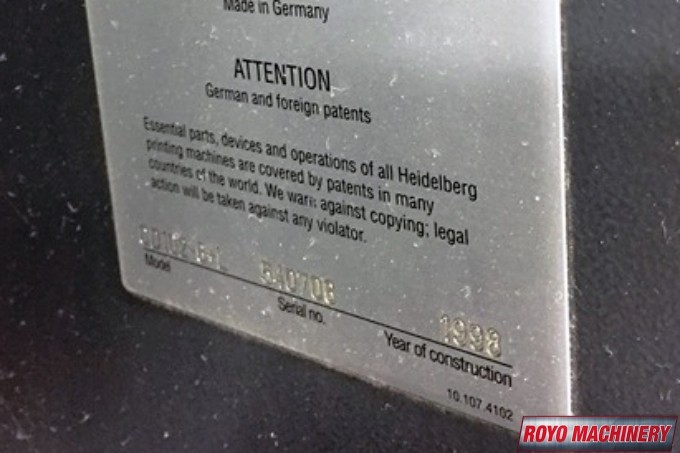 Made in Germany
ATTENTION
German and foreign patents
Essential parts, devices and operations of all Heidelberg
printing machines are covered by patents in many
countries of the world. We warn against copying; legal
action will be taken against any violator.
1998
Model
Serial no.
Year of construction
10.107.4102
ROYO MACHINERY